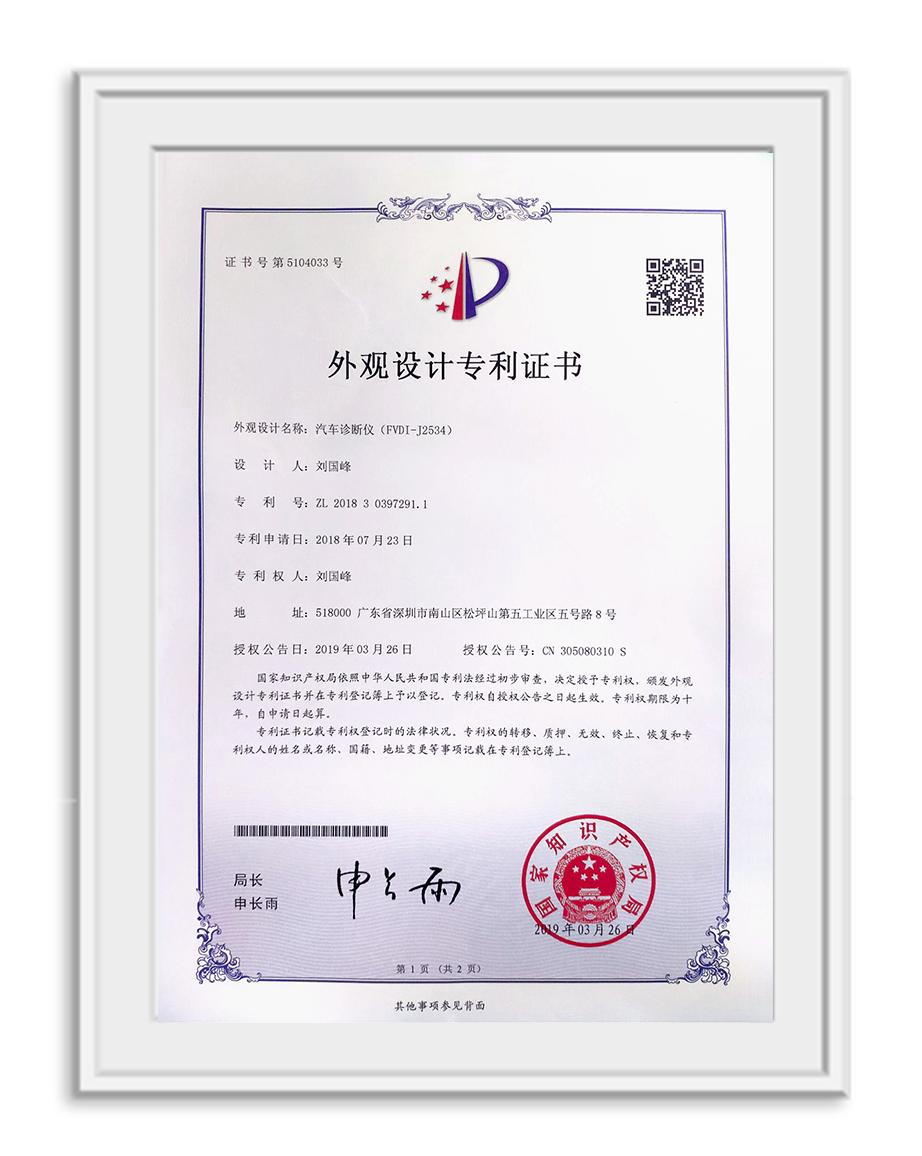 证书号第5104033号
外观设计专利证书
外观设计名称：汽车诊断仪（FVDI-J2534）
设计人：刘国峰
专利号：ZL 2018 3 0397291.1
专利申请日：2018年07月23日
专利权人：刘国峰
地址：518000 广东省深圳市南山区松坪山第五工业区五号路8号
授权公告日：2019年03月26日 授权公告号：CN 305080310 S
国家知识产权局依照中华人民共和国专利法经过初步审查，决定授予专利权，颁发外观
设计专利证书并在专利登记簿上予以登记。专利权自授权公告之日起生效。专利权期限为十
年，自申请日起算。
专利证书记载专利权登记时的法律状况。专利权的转移、质押、无效、终止、恢复和专
利权人的姓名或名称、国籍、地址变更等事项记载在专利登记簿上。
局长
申长雨
申长雨
国家知识产权局
2019年03月26日
第1页（共2页）
其他事项参见背面